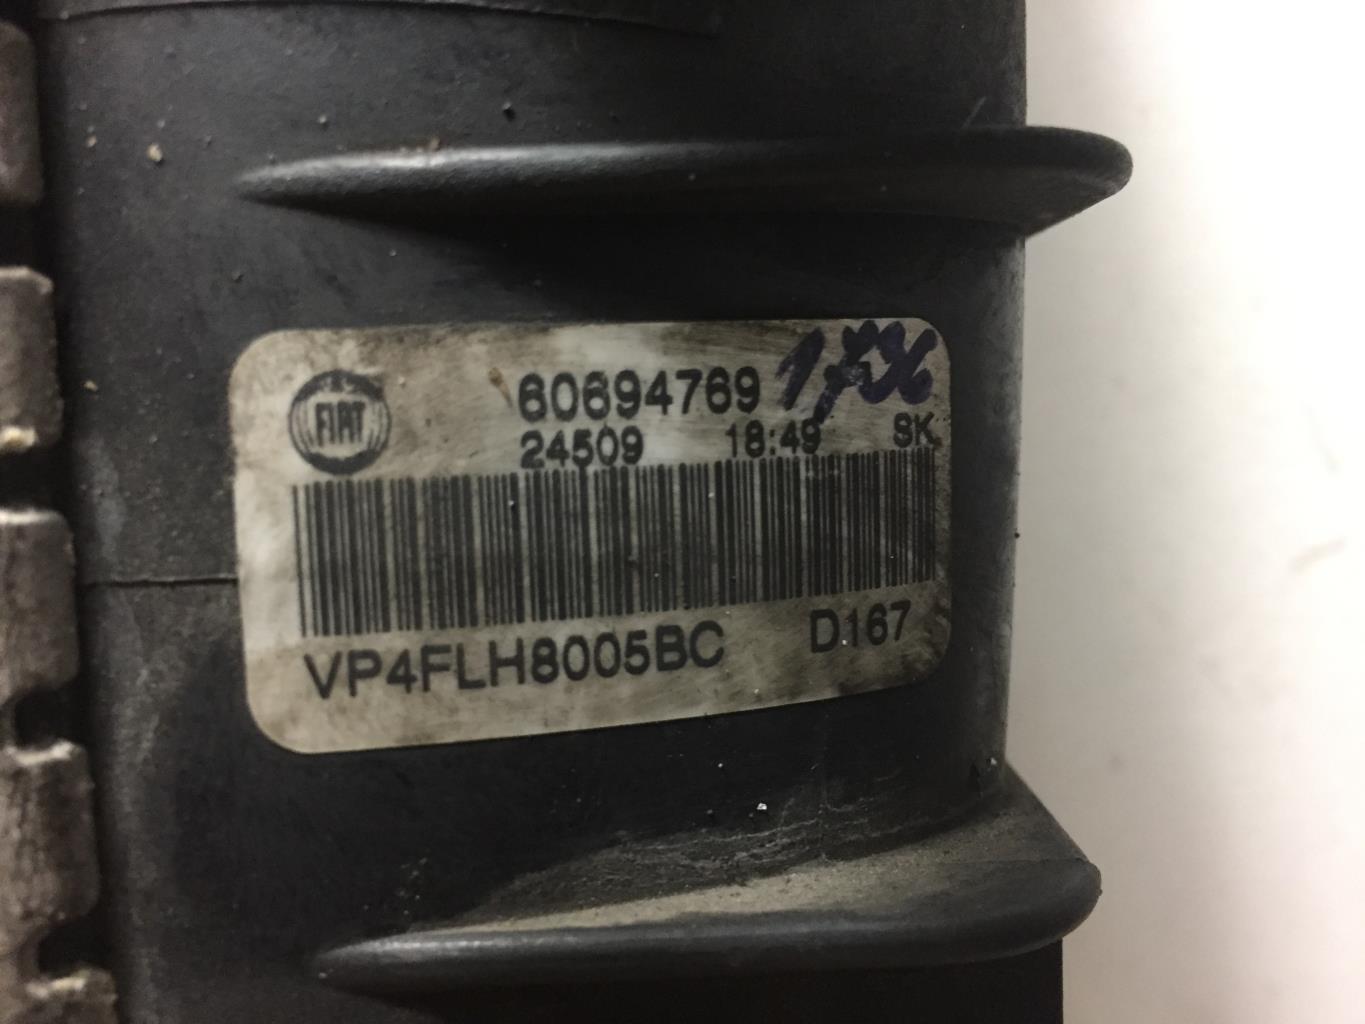 FIAT
60694769
24509 18:49 SK
VP4FLH8005BC D167